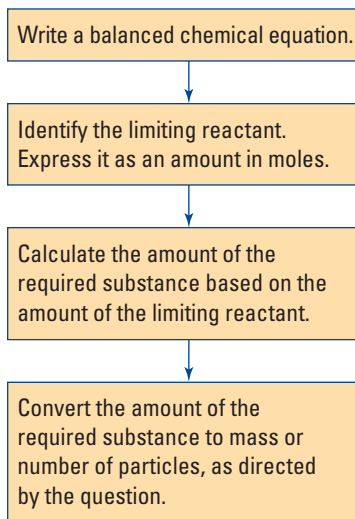 Write a balanced chemical equation.
Identify the limiting reactant.
Express it as an amount in moles.
Calculate the amount of the
required substance based on the
amount of the limiting reactant.
Convert the amount of the
required substance to mass or
number of particles, as directed
by the question.